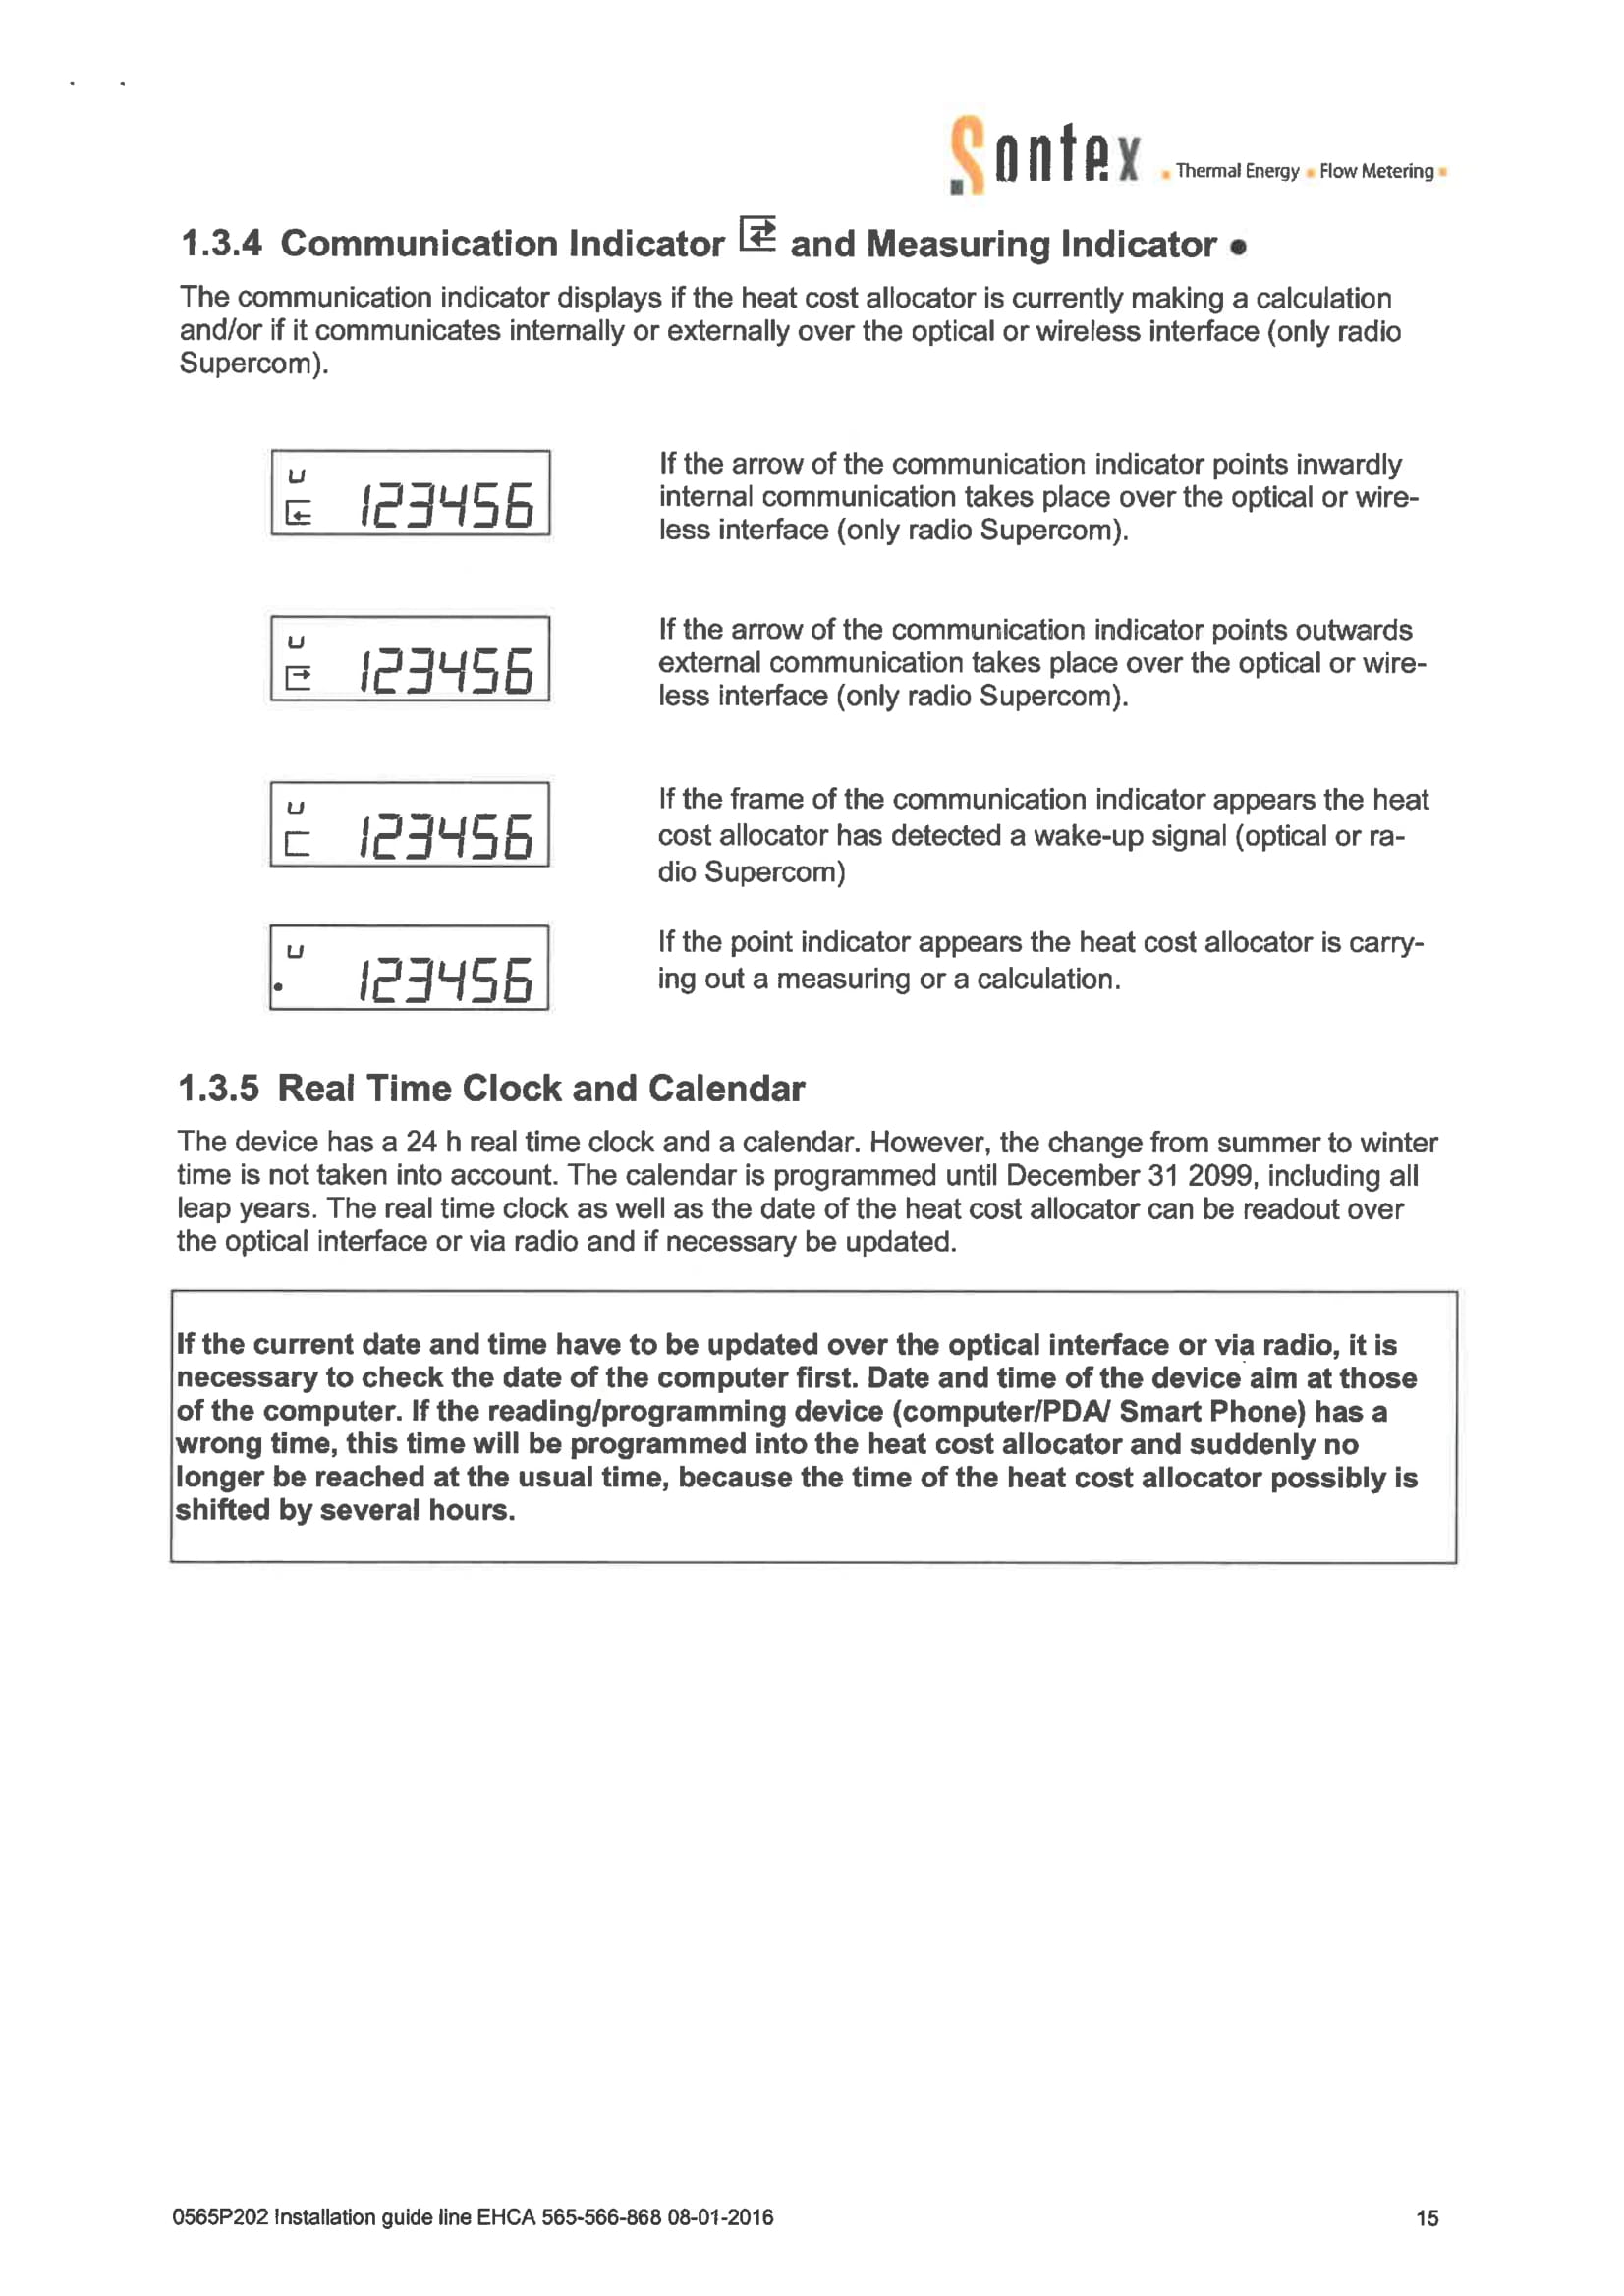 Sontex Thermal Energy Flow Metering
1.3.4 Communication Indicator and Measuring Indicator •
The communication indicator displays if the heat cost allocator is currently making a calculation
and/or if it communicates internally or externally over the optical or wireless interface (only radio
Supercom).
u
123456
If the arrow of the communication indicator points inwardly
internal communication takes place over the optical or wire-
less interface (only radio Supercom).
u
123456
If the arrow of the communication indicator points outwards
external communication takes place over the optical or wire-
less interface (only radio Supercom).
u
123456
If the frame of the communication indicator appears the heat
cost allocator has detected a wake-up signal (optical or ra-
dio Supercom)
u
123456
If the point indicator appears the heat cost allocator is carry-
ing out a measuring or a calculation.
1.3.5 Real Time Clock and Calendar
The device has a 24 h real time clock and a calendar. However, the change from summer to winter
time is not taken into account. The calendar is programmed until December 31 2099, including all
leap years. The real time clock as well as the date of the heat cost allocator can be readout over
the optical interface or via radio and if necessary be updated.
If the current date and time have to be updated over the optical interface or via radio, it is
necessary to check the date of the computer first. Date and time of the device aim at those
of the computer. If the reading/programming device (computer/PDA/ Smart Phone) has a
wrong time, this time will be programmed into the heat cost allocator and suddenly no
longer be reached at the usual time, because the time of the heat cost allocator possibly is
shifted by several hours.
0565P202 Installation guide line EHCA 565-566-868 08-01-2016 15